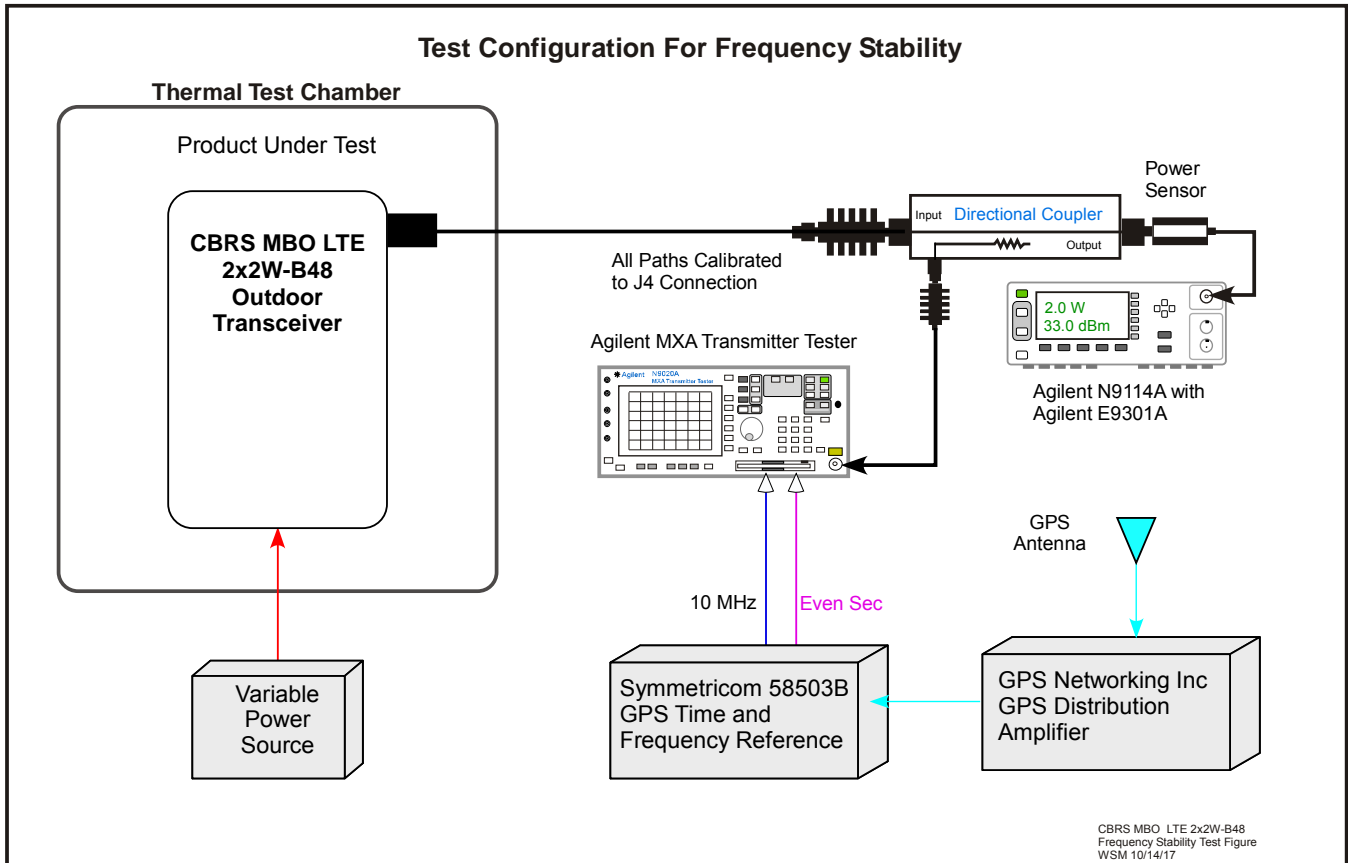 Test Configuration For Frequency Stability
Thermal Test Chamber
Product Under Test
CBRS MBO LTE
2x2W-B48
Outdoor
Transceiver
All Paths Calibrated
to J4 Connection
Input
Directional Coupler
Output
Power
Sensor
2.0 W
33.0 dBm
Agilent N9114A with
Agilent E9301A
Agilent MXA Transmitter Tester
Agilent N9020A
MXA Transmitter Tester
10 MHz
Even Sec
GPS
Antenna
Variable
Power
Source
Symmetricom 58503B
GPS Time and
Frequency Reference
GPS Networking Inc
GPS Distribution
Amplifier
CBRS MBO LTE 2x2W-B48
Frequency Stability Test Figure
WSM 10/14/17